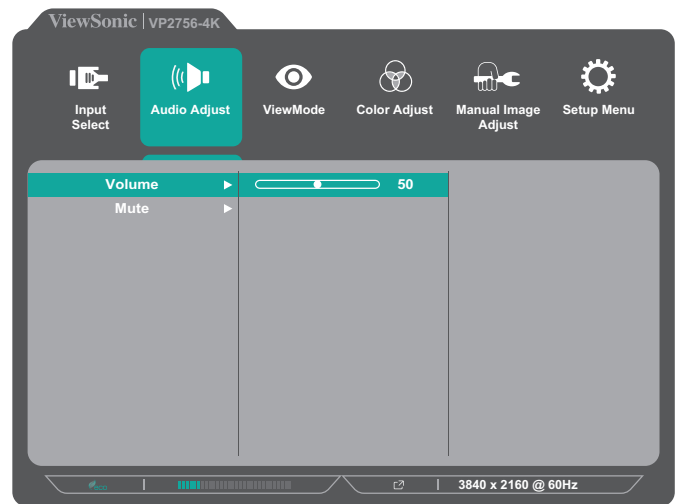 ViewSonic | VP2756-4K
Input Select
Audio Adjust
ViewMode
Color Adjust
Manual Image Adjust
Setup Menu
Volume
50
Mute
eco
3840 x 2160 @ 60Hz